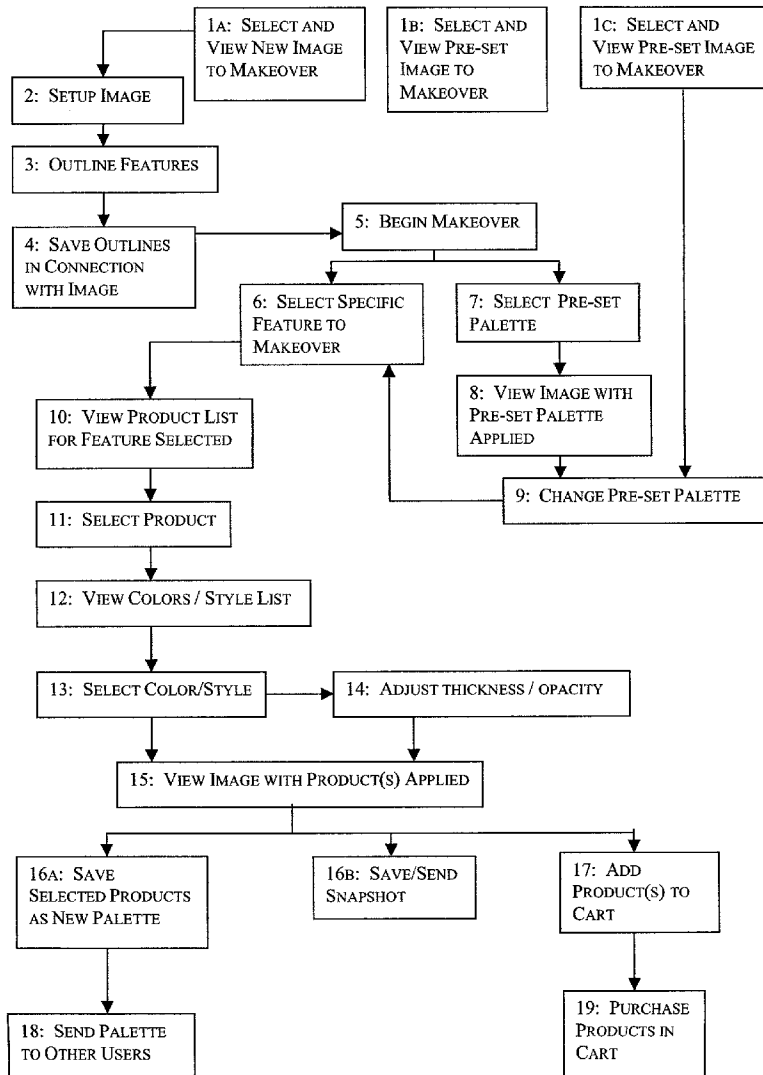 1A: SELECT AND
VIEW NEW IMAGE
TO MAKEOVER
1B: SELECT AND
VIEW PRE-SET
IMAGE TO
MAKEOVER
1C: SELECT AND
VIEW PRE-SET IMAGE
TO MAKEOVER
2: SETUP IMAGE
3: OUTLINE FEATURES
4: SAVE OUTLINES
IN CONNECTION
WITH IMAGE
5: BEGIN MAKEOVER
6: SELECT SPECIFIC
FEATURE TO
MAKEOVER
7: SELECT PRE-SET
PALETTE
8: VIEW IMAGE WITH
PRE-SET PALETTE
APPLIED
9: CHANGE PRE-SET PALETTE
10: VIEW PRODUCT LIST
FOR FEATURE SELECTED
11: SELECT PRODUCT
12: VIEW COLORS / STYLE LIST
13: SELECT COLOR/STYLE
14: ADJUST THICKNESS / OPACITY
15: VIEW IMAGE WITH PRODUCT(S) APPLIED
16A: SAVE
SELECTED PRODUCTS
AS NEW PALETTE
16B: SAVE/SEND
SNAPSHOT
17: ADD
PRODUCT(S) TO
CART
18: SEND PALETTE
TO OTHER USERS
19: PURCHASE
PRODUCTS IN
CART